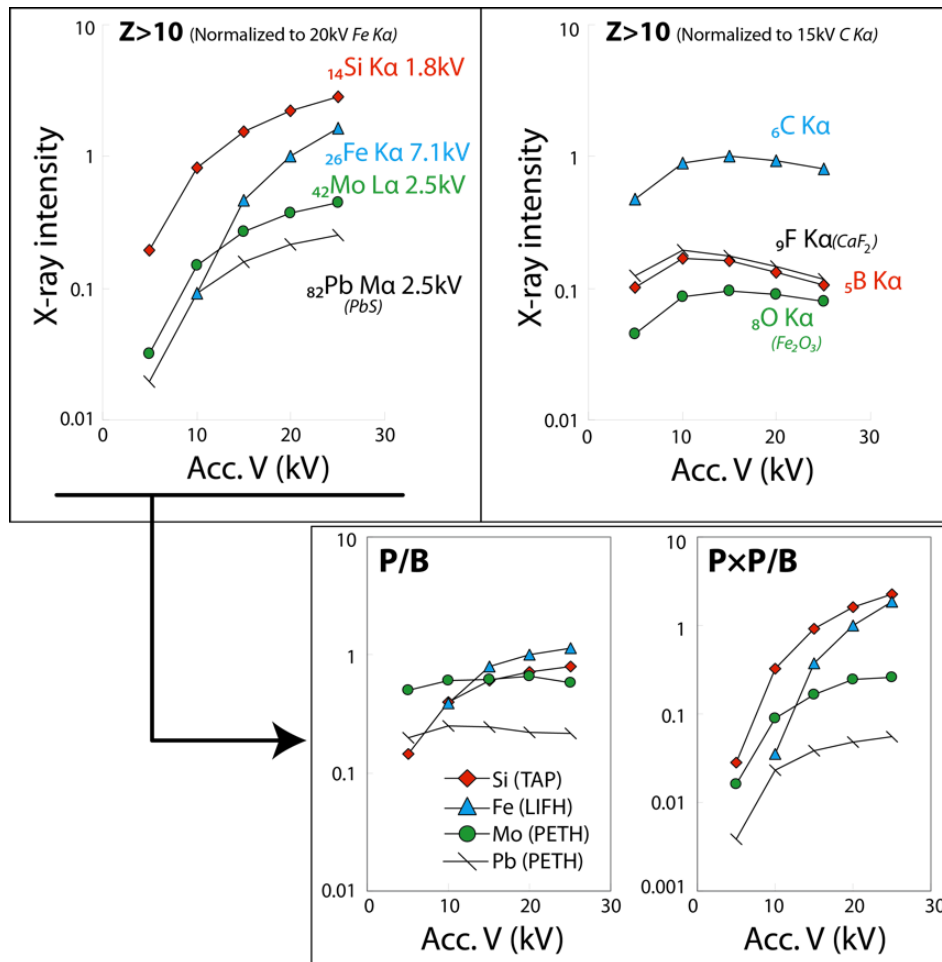 Z>10 (Normalized to 20kV Fe Ka)
10
1
0.1
0.01
X-ray intensity
₁₄Si Kα 1.8kV
₂₆Fe Kα 7.1kV
₄₂Mo Lα 2.5kV
₈₂Pb Mα 2.5kV
(PbS)
0 10 20 30
Acc. V (kV)
Z>10 (Normalized to 15kV C Ka)
10
1
0.1
0.01
X-ray intensity
₆C Kα
₉F Kα(CaF₂)
₅B Kα
₈O Kα
(Fe₂O₃)
0 10 20 30
Acc. V (kV)
P/B
10
1
0.1
0.01
Si (TAP)
Fe (LIFH)
Mo (PETH)
Pb (PETH)
0 10 20 30
Acc. V (kV)
P×P/B
10
1
0.1
0.01
0.001
0 10 20 30
Acc. V (kV)